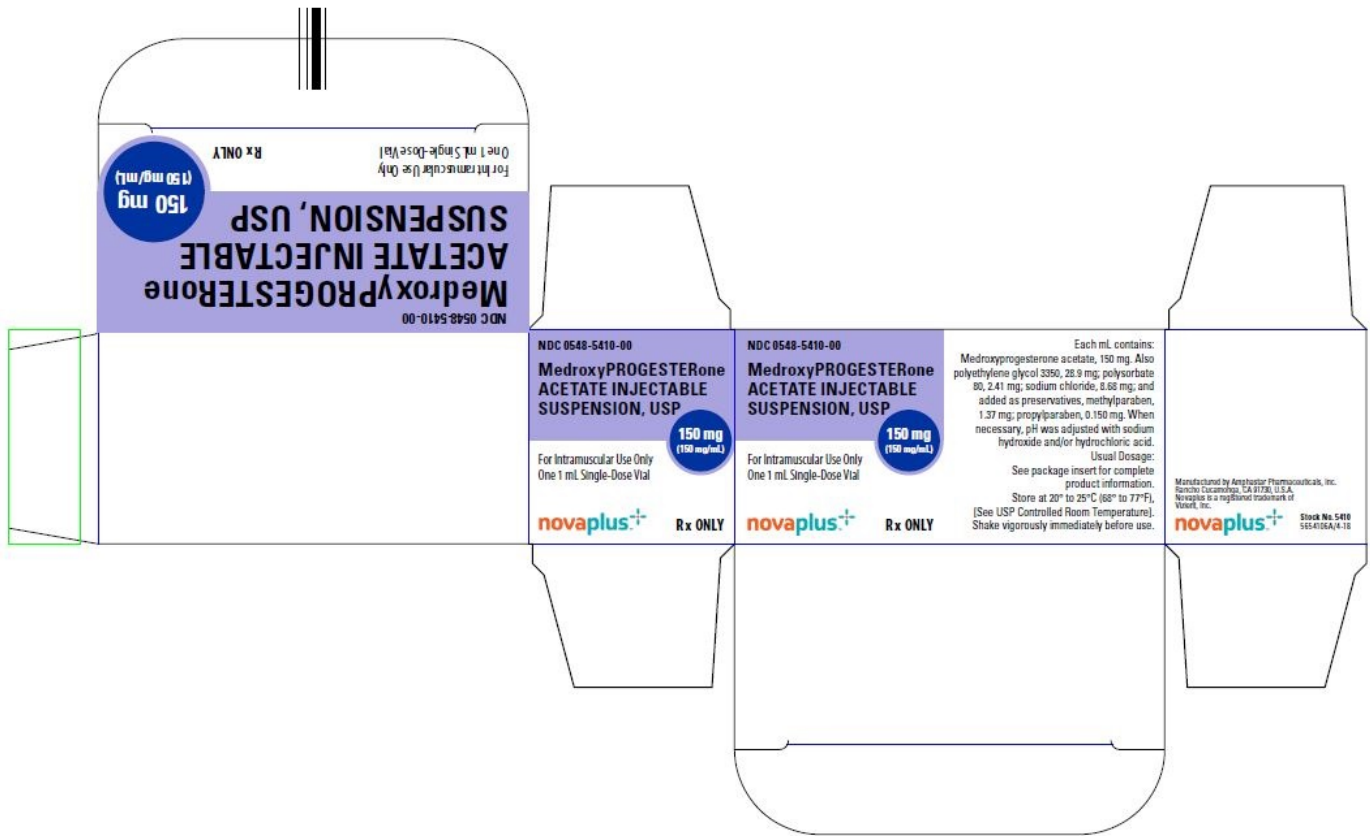 NDC 0548-5410-00
MedroxyPROGESTERone
ACETATE INJECTABLE
SUSPENSION, USP
150 mg
(150 mg/mL)
For Intramuscular Use Only
One 1 mL Single-Dose Vial
Rx ONLY
NDC 0548-5410-00
MedroxyPROGESTERone
ACETATE INJECTABLE
SUSPENSION, USP
150 mg
(150 mg/mL)
For Intramuscular Use Only
One 1 mL Single-Dose Vial
novaplus
Rx ONLY
NDC 0548-5410-00
MedroxyPROGESTERone
ACETATE INJECTABLE
SUSPENSION, USP
150 mg
(150 mg/mL)
For Intramuscular Use Only
One 1 mL Single-Dose Vial
novaplus
Rx ONLY
Each mL contains:
Medroxyprogesterone acetate, 150 mg. Also
polyethylene glycol 3350, 28.9 mg; polysorbate
80, 2.41 mg; sodium chloride, 8.68 mg; and
added as preservatives, methylparaben,
1.37 mg; propylparaben, 0.150 mg. When
necessary, pH was adjusted with sodium
hydroxide and/or hydrochloric acid.
Usual Dosage:
See package insert for complete
product information.
Store at 20° to 25°C (68° to 77°F),
[See USP Controlled Room Temperature].
Shake vigorously immediately before use.
Manufactured by Amphastar Pharmaceuticals, Inc.
Rancho Cucamonga, CA 91730, U.S.A.
Novaplus is a registered trademark of
Vizient, Inc.
novaplus
Stock No. 5410
5654106A/4-18